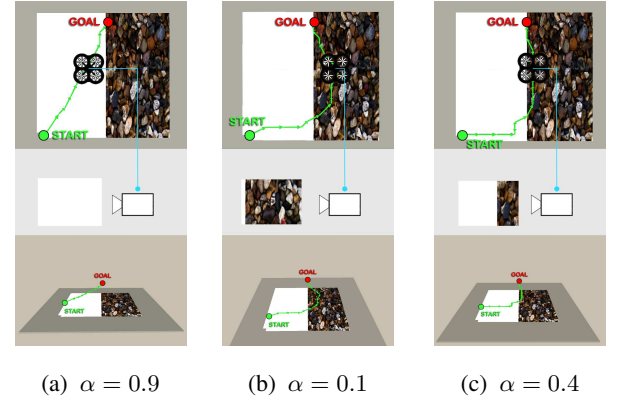 GOAL
START
GOAL
START
GOAL
START
GOAL
START
GOAL
START
GOAL
START
(a) α = 0.9
(b) α = 0.1
(c) α = 0.4